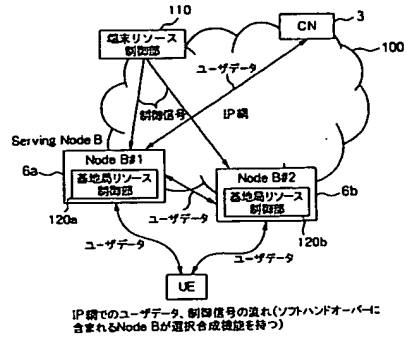 110
端末リソース
制御部
CN
3
100
ユーザデータ
制御信号
IP網
Serving Node B
Node B#1
6a
基地局リソース
制御部
120a
Node B#2
基地局リソース
制御部
6b
120b
ユーザデータ
ユーザデータ
ユーザデータ
UE
IP網でのユーザデータ、制御信号の流れ(ソフトハンドオーバーに
含まれるNode Bが選択合成機能を持つ)